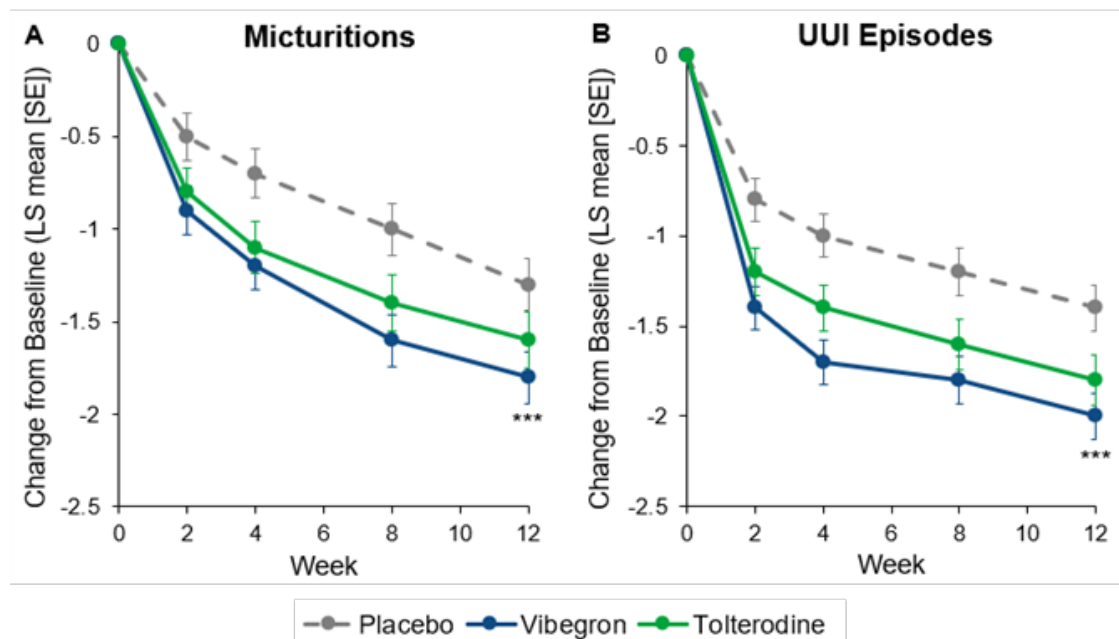 A Micturitions
Change from Baseline (LS mean [SE])
0
-0.5
-1
-1.5
-2
-2.5
***
0 2 4 6 8 10 12
Week
B UUI Episodes
Change from Baseline (LS mean [SE])
0
-0.5
-1
-1.5
-2
-2.5
***
0 2 4 6 8 10 12
Week
Placebo Vibegron Tolterodine